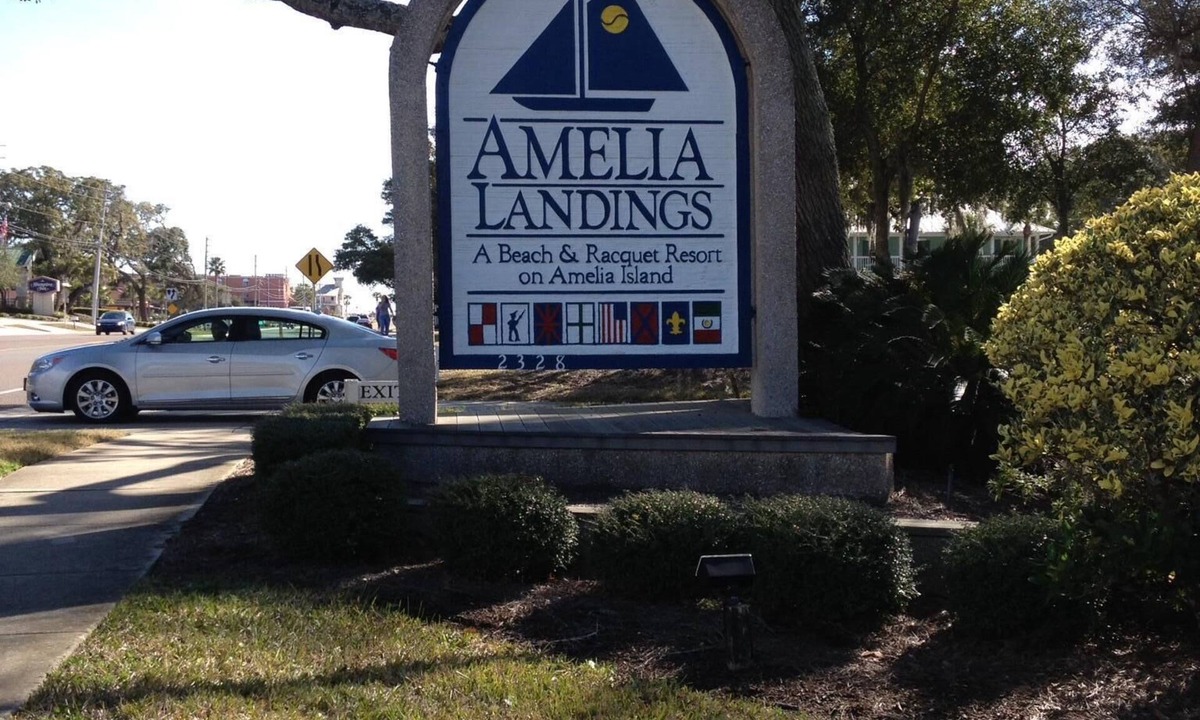 AMELIA
LANDINGS
A Beach & Racquet Resort
on Amelia Island
2328
EXIT